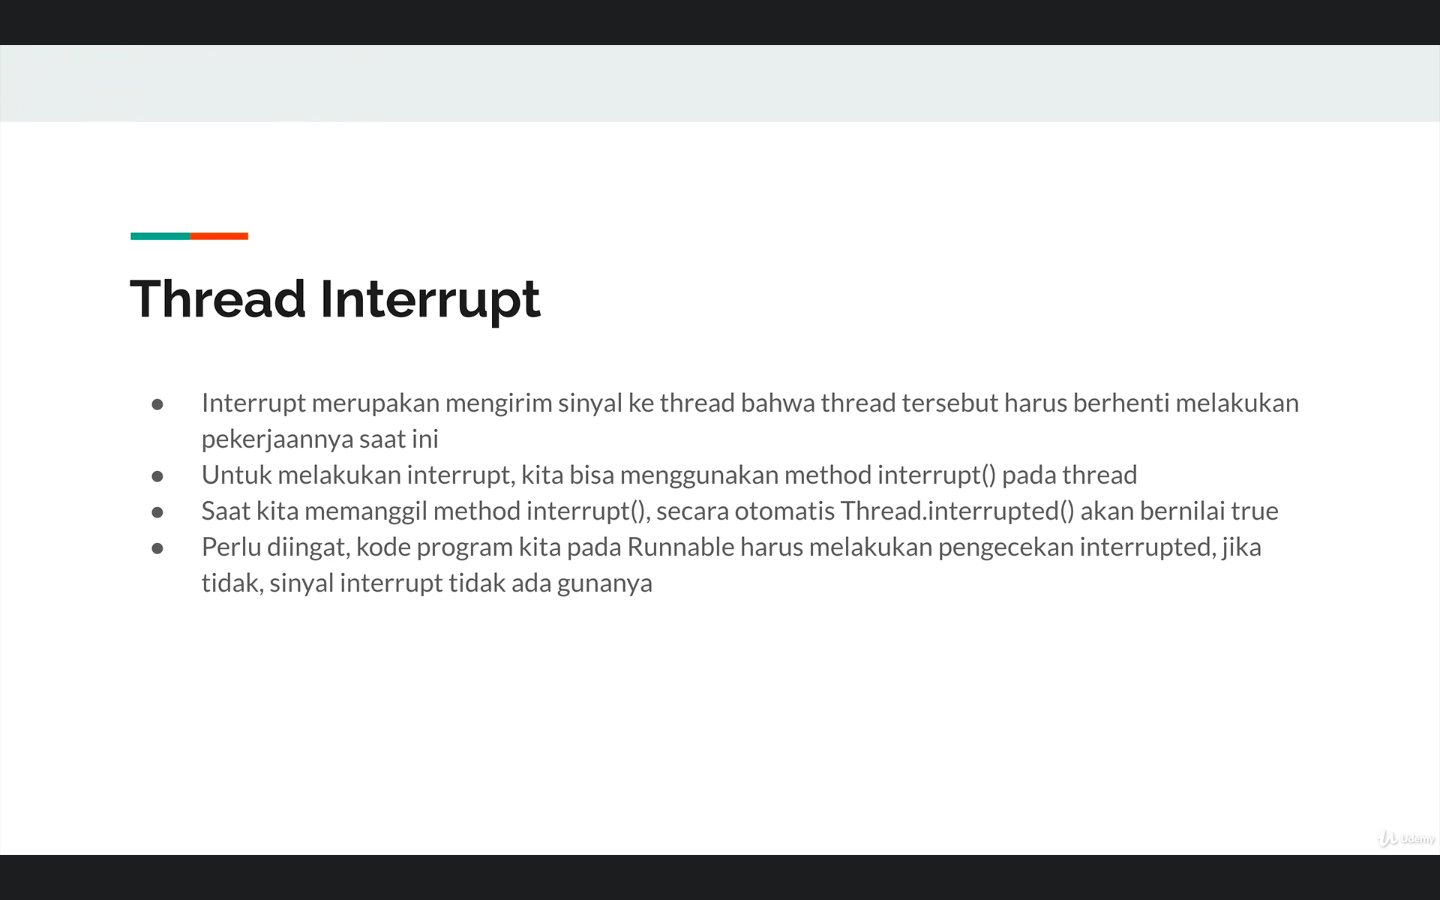 Thread Interrupt
● Interrupt merupakan mengirim sinyal ke thread bahwa thread tersebut harus berhenti melakukan
pekerjaannya saat ini
● Untuk melakukan interrupt, kita bisa menggunakan method interrupt() pada thread
● Saat kita memanggil method interrupt(), secara otomatis Thread.interrupted() akan bernilai true
● Perlu diingat, kode program kita pada Runnable harus melakukan pengecekan interrupted, jika
tidak, sinyal interrupt tidak ada gunanya
Udemy